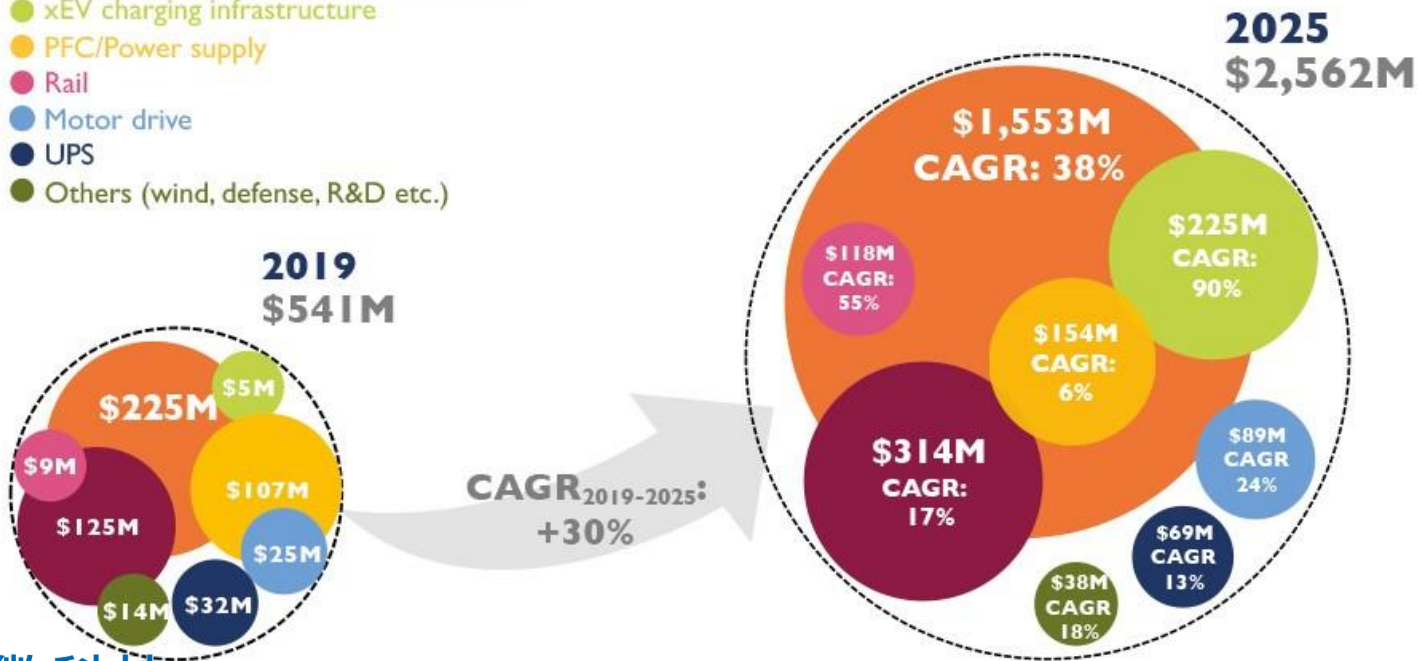 xEV charging infrastructure
PFC/Power supply
Rail
Motor drive
UPS
Others (wind, defense, R&D etc.)
2019
$541M
$225M
$5M
$9M
$107M
$125M
$25M
$14M
$32M
CAGR2019-2025:
+30%
2025
$2,562M
$1,553M
CAGR: 38%
$225M
CAGR:
90%
$118M
CAGR:
55%
$154M
CAGR:
6%
$314M
CAGR:
17%
$89M
CAGR
24%
$69M
CAGR
13%
$38M
CAGR
18%